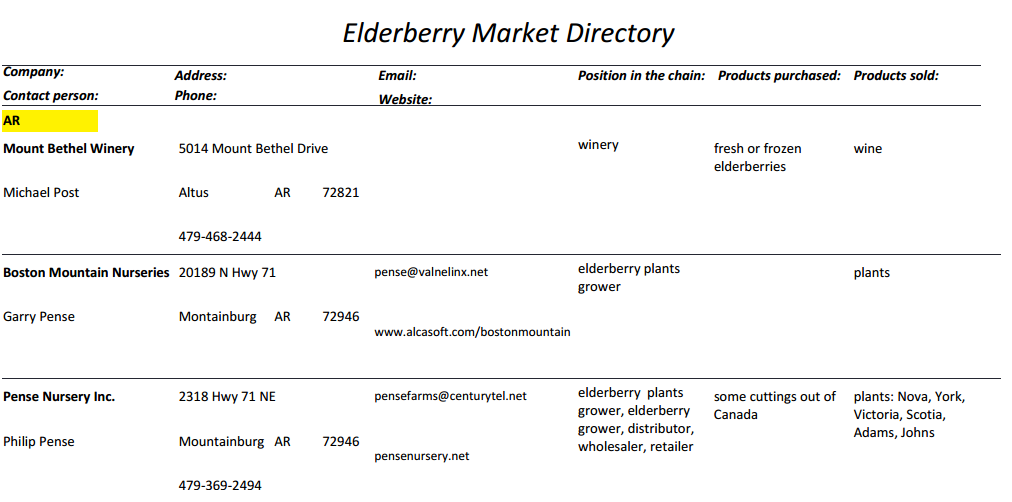 Elderberry Market Directory
Company: Address: Email: Position in the chain: Products purchased: Products sold:
Contact person: Phone: Website:
AR
Mount Bethel Winery 5014 Mount Bethel Drive winery fresh or frozen wine
elderberries
Michael Post Altus AR 72821
479-468-2444
Boston Mountain Nurseries 20189 N Hwy 71 pense@valnelinx.net elderberry plants plants
grower
Garry Pense Montainburg AR 72946
www.alcasoft.com/bostonmountain
Pense Nursery Inc. 2318 Hwy 71 NE pensefarms@centurytel.net elderberry plants some cuttings out of plants: Nova, York,
grower, elderberry Canada Victoria, Scotia,
grower, distributor, Adams, Johns
Philip Pense Mountainburg AR 72946 wholesaler, retailer
pensenursery.net
479-369-2494